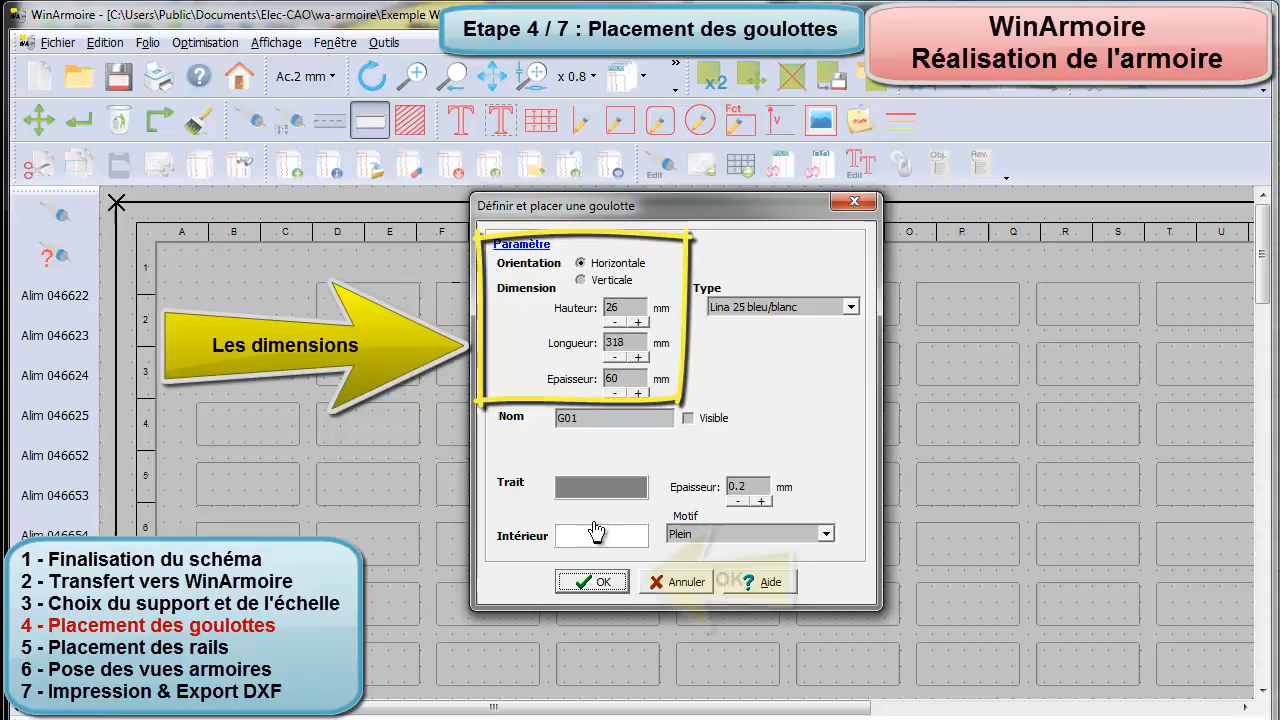 WinArmoire - [C:\Users\Public\Documents\Elec-CAO\wa-armoire\Exemple W
Etape 4 / 7 : Placement des goulottes
WinArmoire
Réalisation de l'armoire
Fichier Edition Folio Optimisation Affichage Fenêtre Outils
Ac.2 mm x 0.8 x2 »
T T Fct V
Edit Edit Obj. Rev.
Définir et placer une goulotte
A B C D E F O P Q R S T U
Paramètre
Orientation Horizontale
Verticale
Dimension
Type
Hauteur: 26 mm
Lina 25 bleu/blanc
- +
Longueur: 318 mm
- +
Epaisseur: 60 mm
- +
Les dimensions
Nom G01 Visible
Trait Epaisseur: 0.2 mm
- +
Motif
Intérieur Plein
OK Annuler Aide
OK
1
2
3
4
5
6
Alim 046622
Alim 046623
Alim 046624
Alim 046642
Alim 046652
Alim 046653
1 - Finalisation du schéma
2 - Transfert vers WinArmoire
3 - Choix du support et de l'échelle
4 - Placement des goulottes
5 - Placement des rails
6 - Pose des vues armoires
7 - Impression & Export DXF